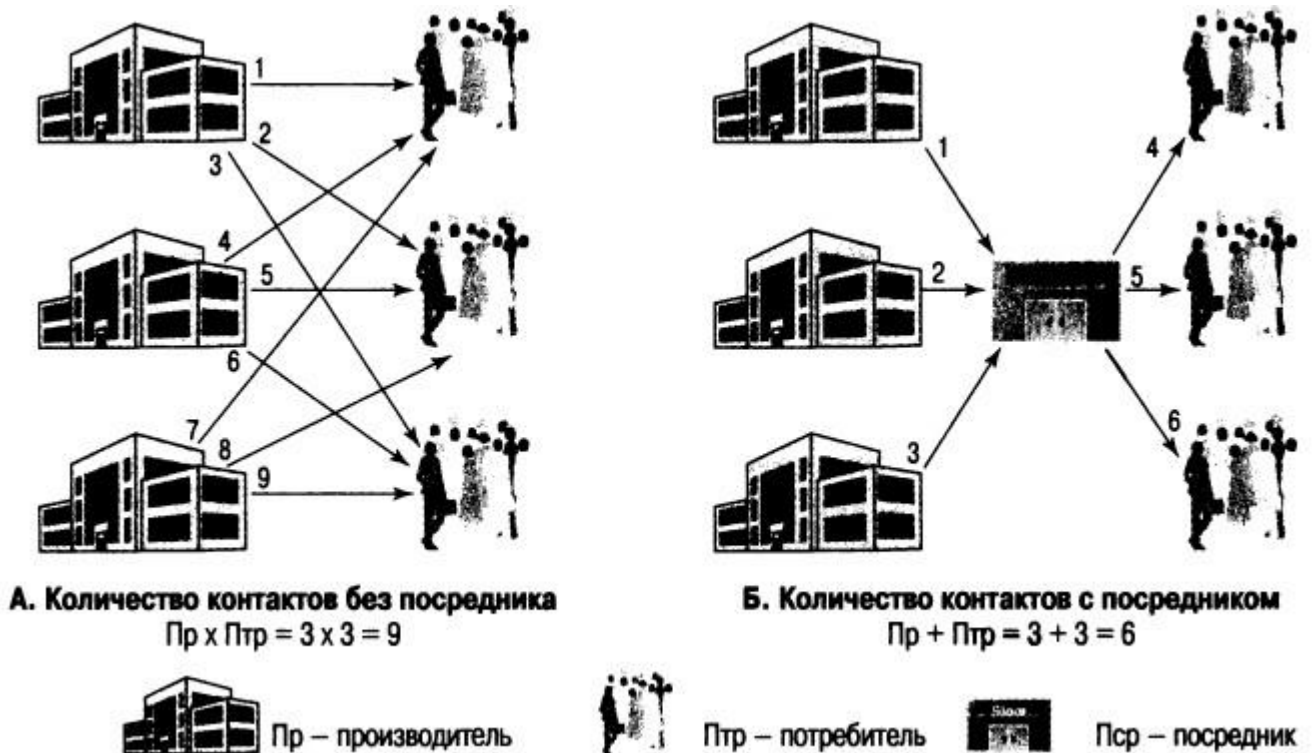 1
2
3
4
5
6
7
8
9
1
2
3
4
5
6
А. Количество контактов без посредника
Пр х Птр = 3 х 3 = 9
Б. Количество контактов с посредником
Пр + Птр = 3 + 3 = 6
Пр – производитель
Птр – потребитель
Store
Пср – посредник